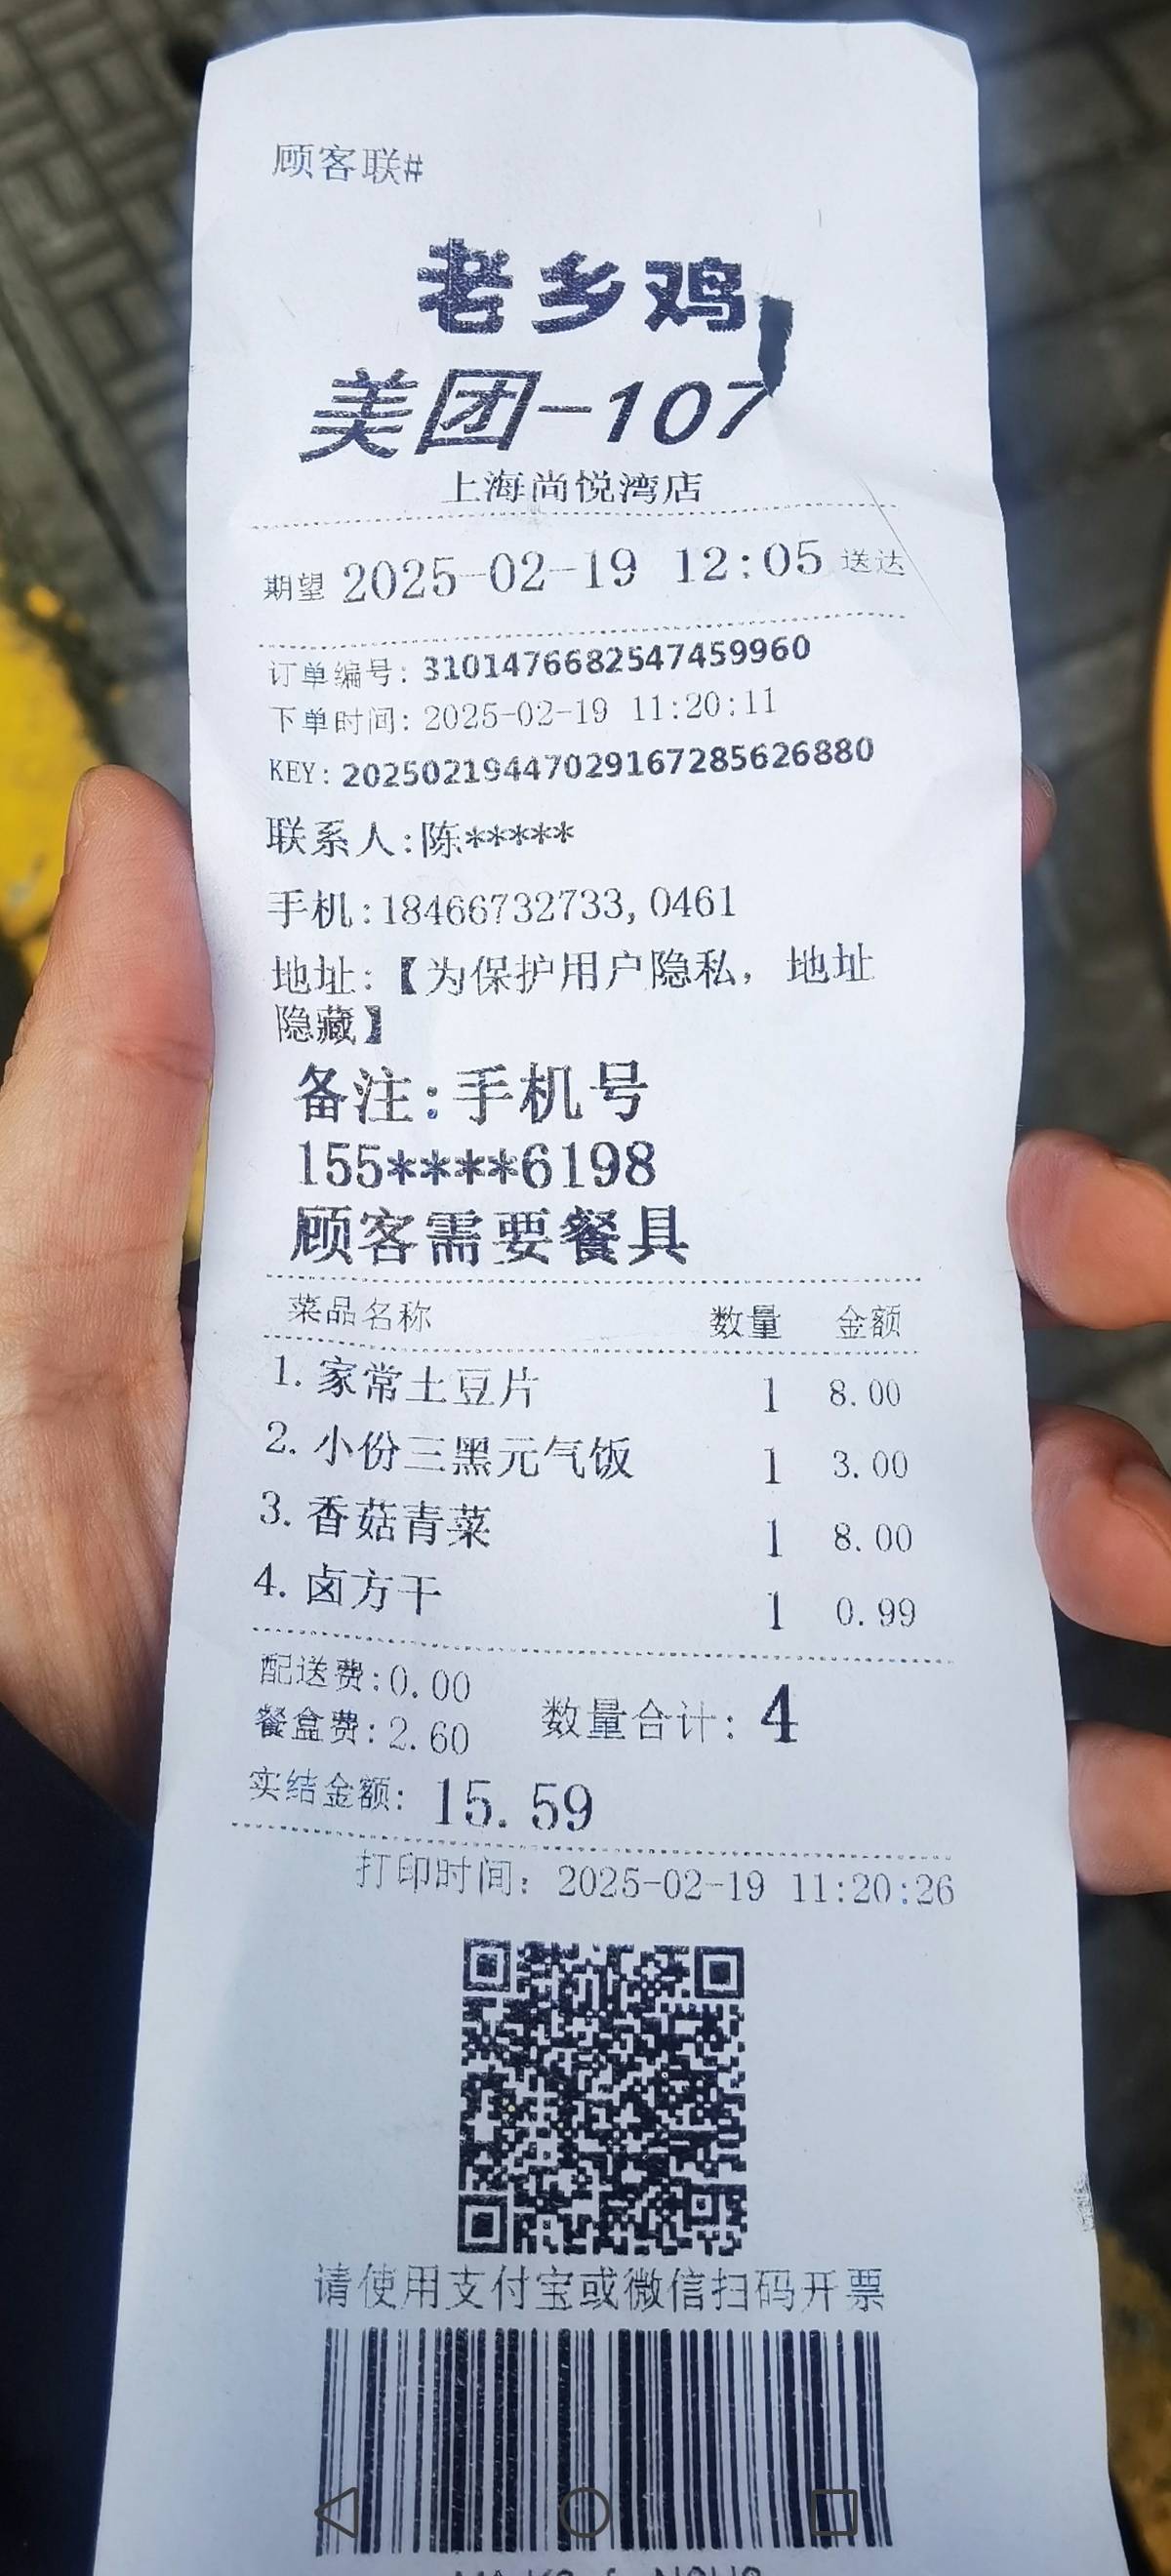 顾客联#
老乡鸡
美团-107
上海尚悦湾店
期望 2025-02-19 12:05 送达
订单编号: 3101476682547459960
下单时间: 2025-02-19 11:20:11
KEY: 20250219447029167285626880
联系人:陈*****
手机:18466732733,0461
地址:【为保护用户隐私，地址
隐藏】
备注:手机号
155****6198
顾客需要餐具
菜品名称 数量 金额
1. 家常土豆片 1 8.00
2. 小份三黑元气饭 1 3.00
3. 香菇青菜 1 8.00
4. 卤方干 1 0.99
配送费:0.00
餐盒费:2.60 数量合计: 4
实结金额: 15.59
打印时间: 2025-02-19 11:20:26
请使用支付宝或微信扫码开票